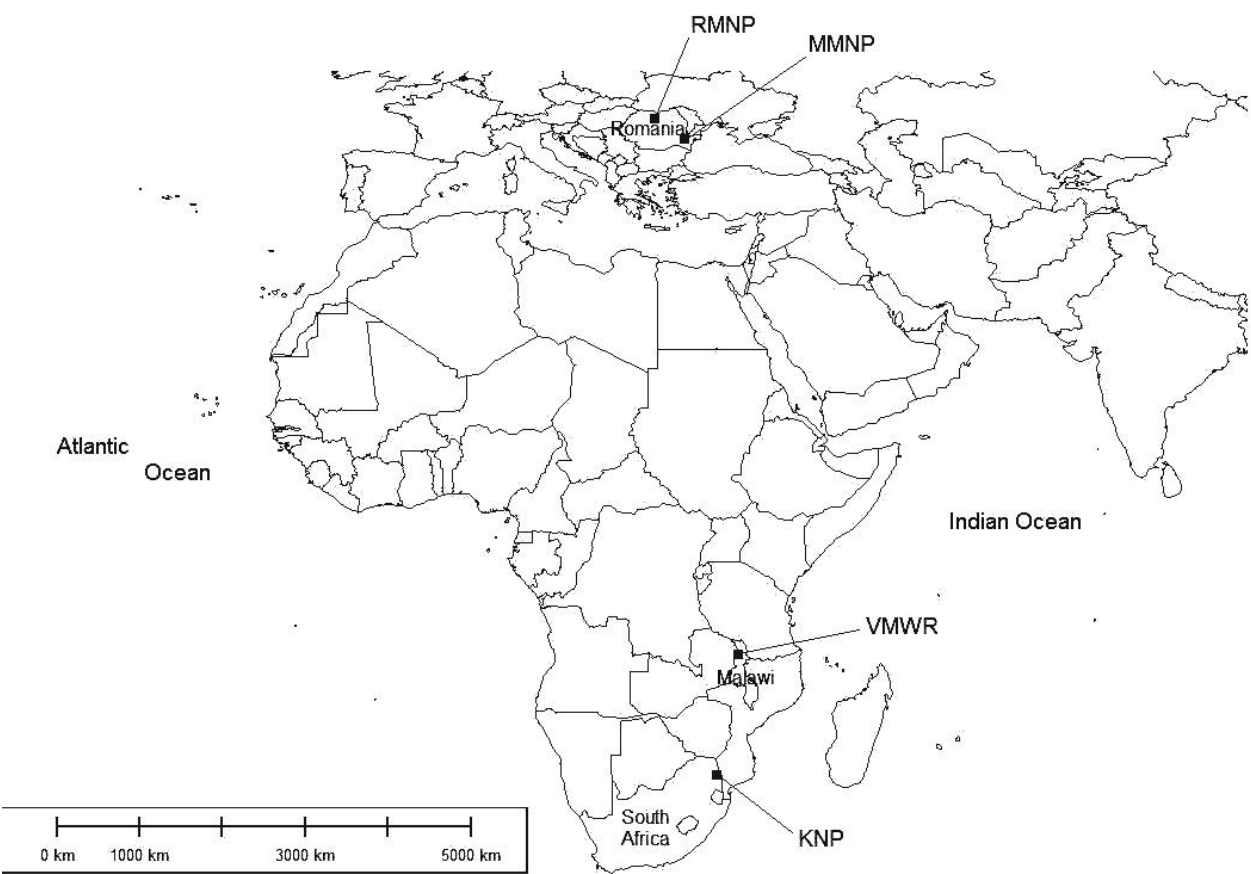 RMNP
MMNP
Romania
Atlantic
Ocean
Indian Ocean
VMWR
Malawi
South
Africa
KNP
0 km 1000 km 3000 km 5000 km